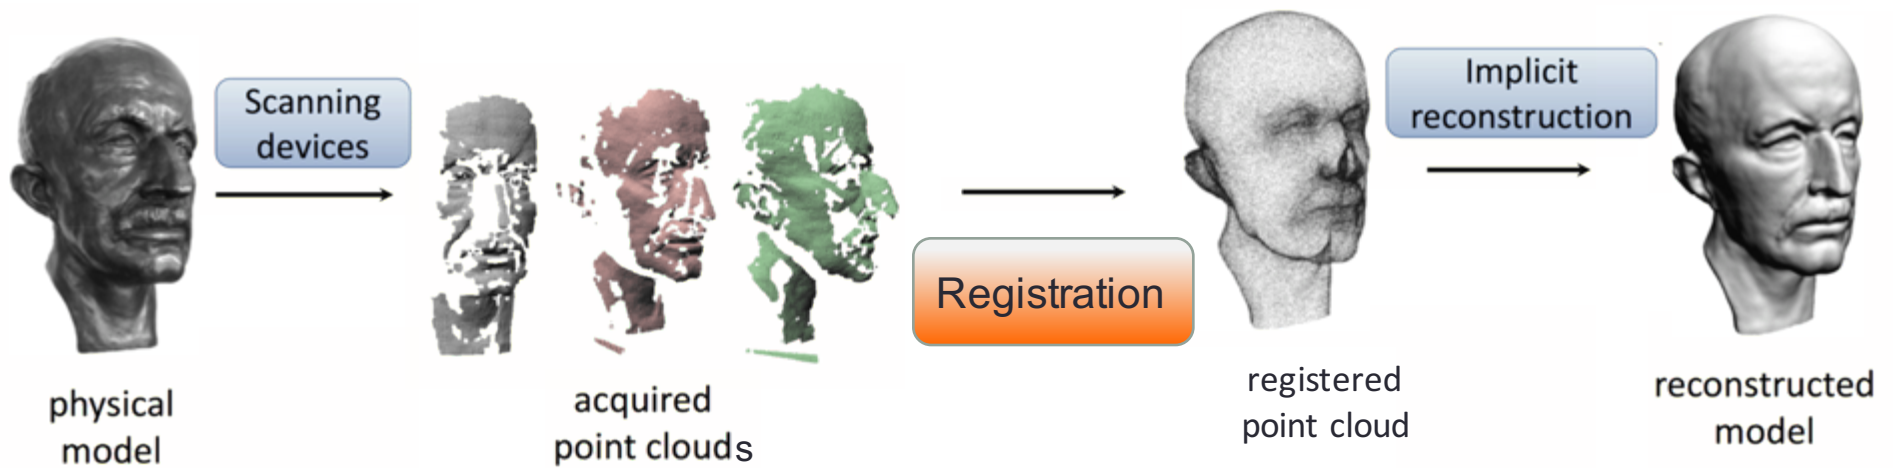 Scanning
devices
Implicit
reconstruction
Registration
physical
model
acquired
point clouds
registered
point cloud
reconstructed
model